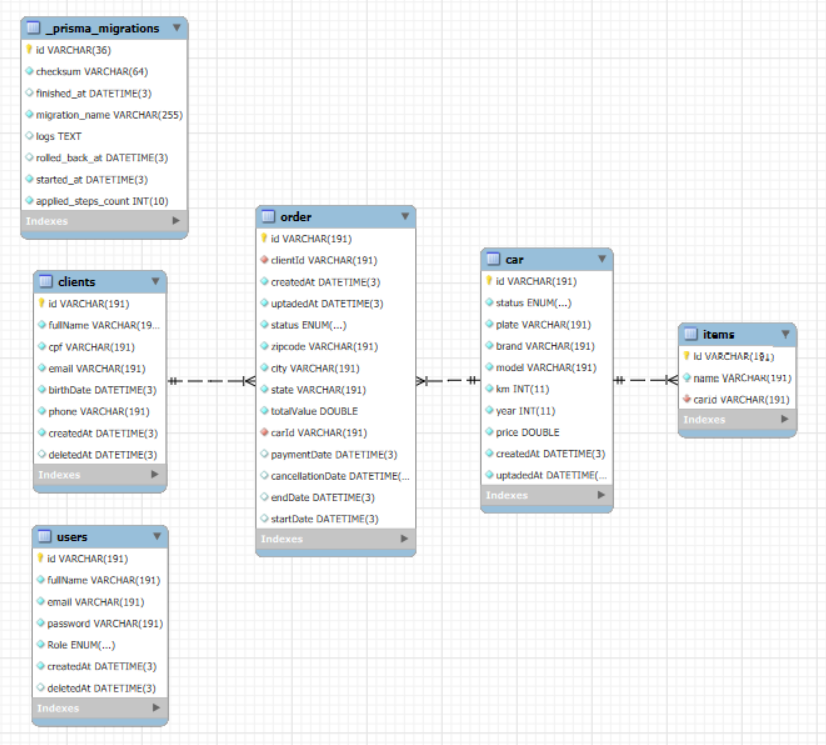 _prisma_migrations
id VARCHAR(36)
checksum VARCHAR(64)
finished_at DATETIME(3)
migration_name VARCHAR(255)
logs TEXT
rolled_back_at DATETIME(3)
started_at DATETIME(3)
applied_steps_count INT(10)
Indexes
clients
id VARCHAR(191)
fullName VARCHAR(19...
cpf VARCHAR(191)
email VARCHAR(191)
birthDate DATETIME(3)
phone VARCHAR(191)
createdAt DATETIME(3)
deletedAt DATETIME(3)
Indexes
users
id VARCHAR(191)
fullName VARCHAR(191)
email VARCHAR(191)
password VARCHAR(191)
Role ENUM(...)
createdAt DATETIME(3)
deletedAt DATETIME(3)
Indexes
order
id VARCHAR(191)
clientId VARCHAR(191)
createdAt DATETIME(3)
uptadedAt DATETIME(3)
status ENUM(...)
zipcode VARCHAR(191)
city VARCHAR(191)
state VARCHAR(191)
totalValue DOUBLE
carId VARCHAR(191)
paymentDate DATETIME(3)
cancellationDate DATETIME(...
endDate DATETIME(3)
startDate DATETIME(3)
Indexes
car
id VARCHAR(191)
status ENUM(...)
plate VARCHAR(191)
brand VARCHAR(191)
model VARCHAR(191)
km INT(11)
year INT(11)
price DOUBLE
createdAt DATETIME(3)
uptadedAt DATETIME(...
Indexes
items
id VARCHAR(191)
name VARCHAR(191)
carId VARCHAR(191)
Indexes